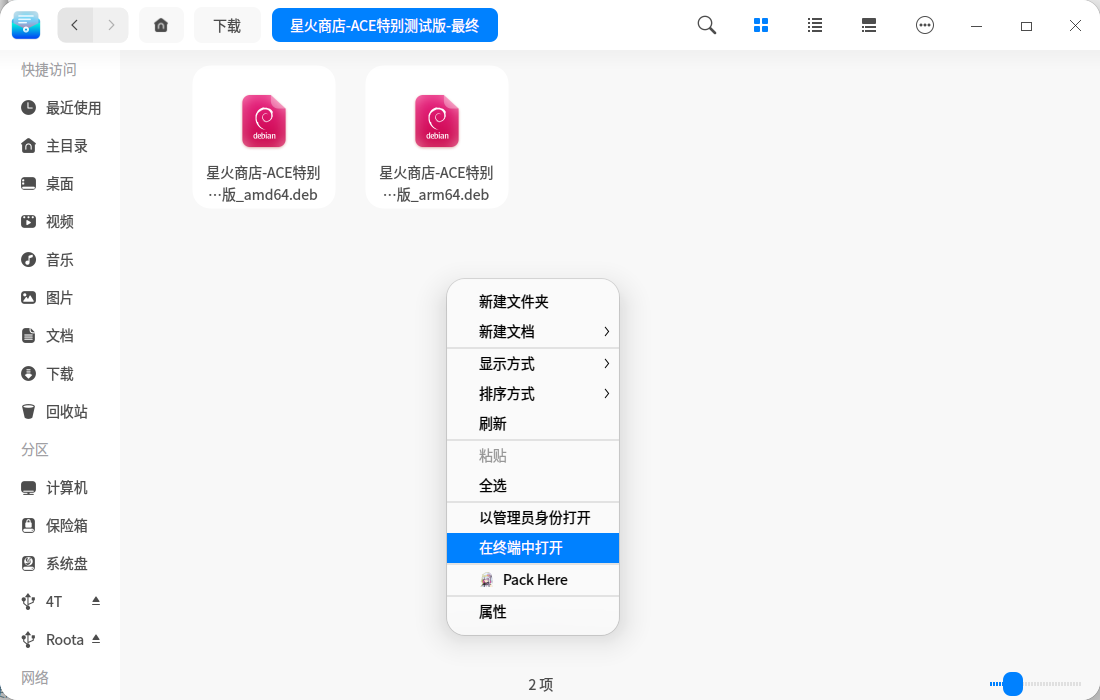 下载
星火商店-ACE特别测试版-最终
快捷访问
最近使用
主目录
桌面
视频
音乐
图片
文档
下载
回收站
分区
计算机
保险箱
系统盘
4T
Roota
网络
debian
星火商店-ACE特别
…版_amd64.deb
debian
星火商店-ACE特别
…版_arm64.deb
新建文件夹
新建文档
显示方式
排序方式
刷新
粘贴
全选
以管理员身份打开
在终端中打开
Pack Here
属性
2 项